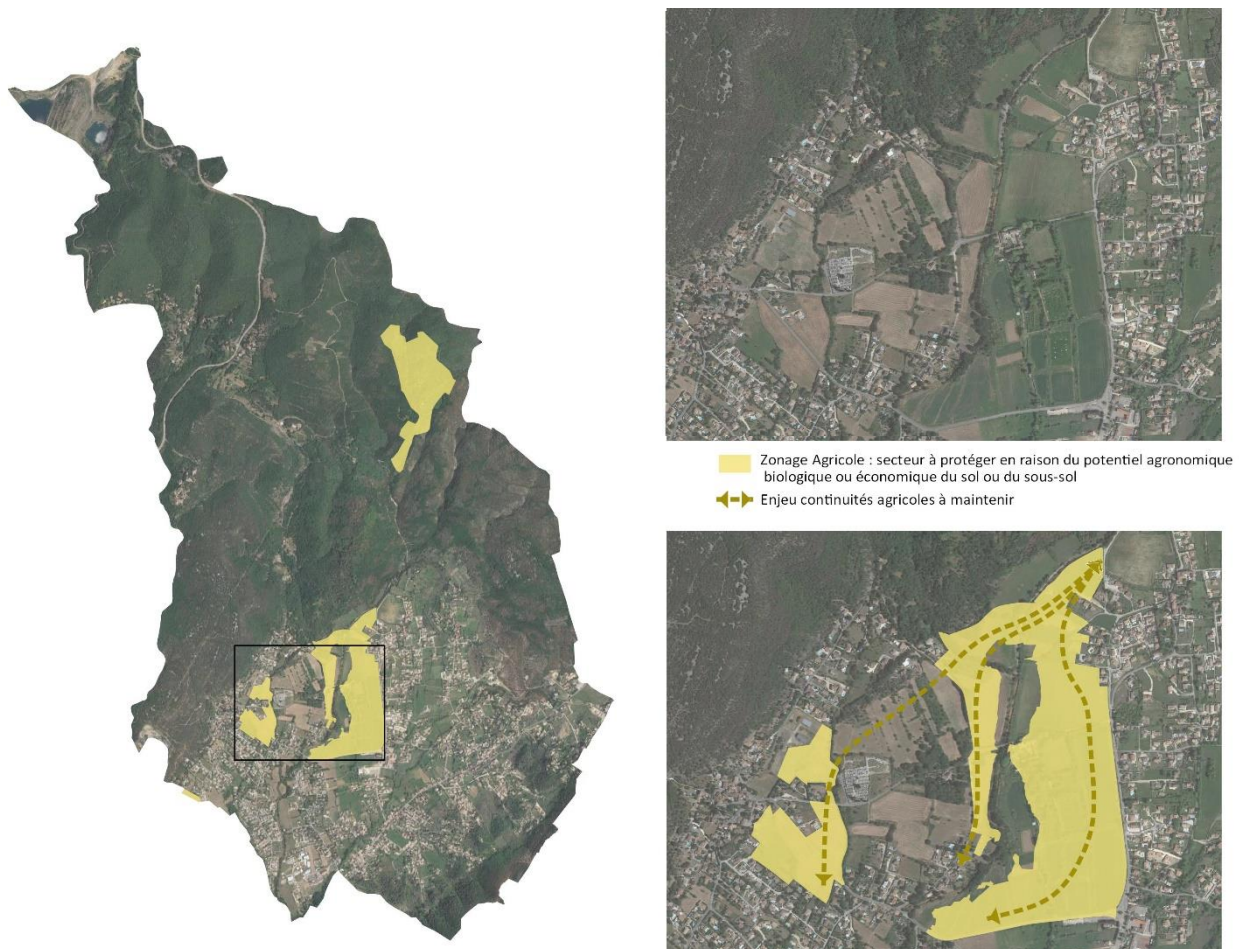 Zonage Agricole : secteur à protéger en raison du potentiel agronomique
biologique ou économique du sol ou du sous-sol
Enjeu continuités agricoles à maintenir